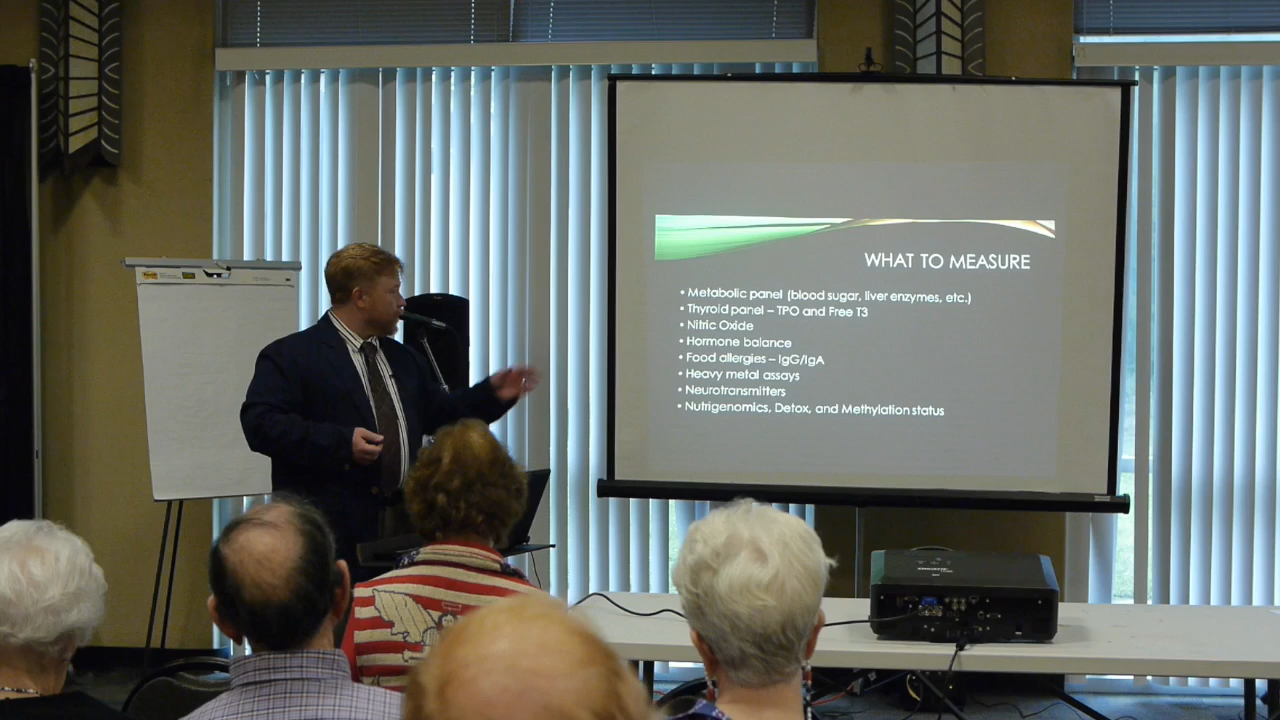 WHAT TO MEASURE
• Metabolic panel (blood sugar, liver enzymes, etc.)
• Thyroid panel – TPO and Free T3
• Nitric Oxide
• Hormone balance
• Food allergies – IgG/IgA
• Heavy metal assays
• Neurotransmitters
• Nutrigenomics, Detox, and Methylation status